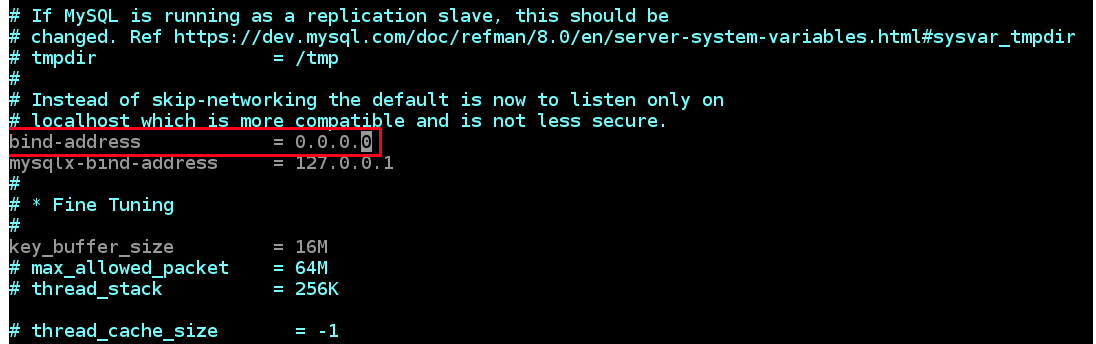 # If MySQL is running as a replication slave, this should be
# changed. Ref https://dev.mysql.com/doc/refman/8.0/en/server-system-variables.html#sysvar_tmpdir
# tmpdir                = /tmp
#
# Instead of skip-networking the default is now to listen only on
# localhost which is more compatible and is not less secure.
bind-address            = 0.0.0.0
mysqlx-bind-address     = 127.0.0.1
#
# * Fine Tuning
#
key_buffer_size         = 16M
# max_allowed_packet    = 64M
# thread_stack          = 256K

# thread_cache_size       = -1